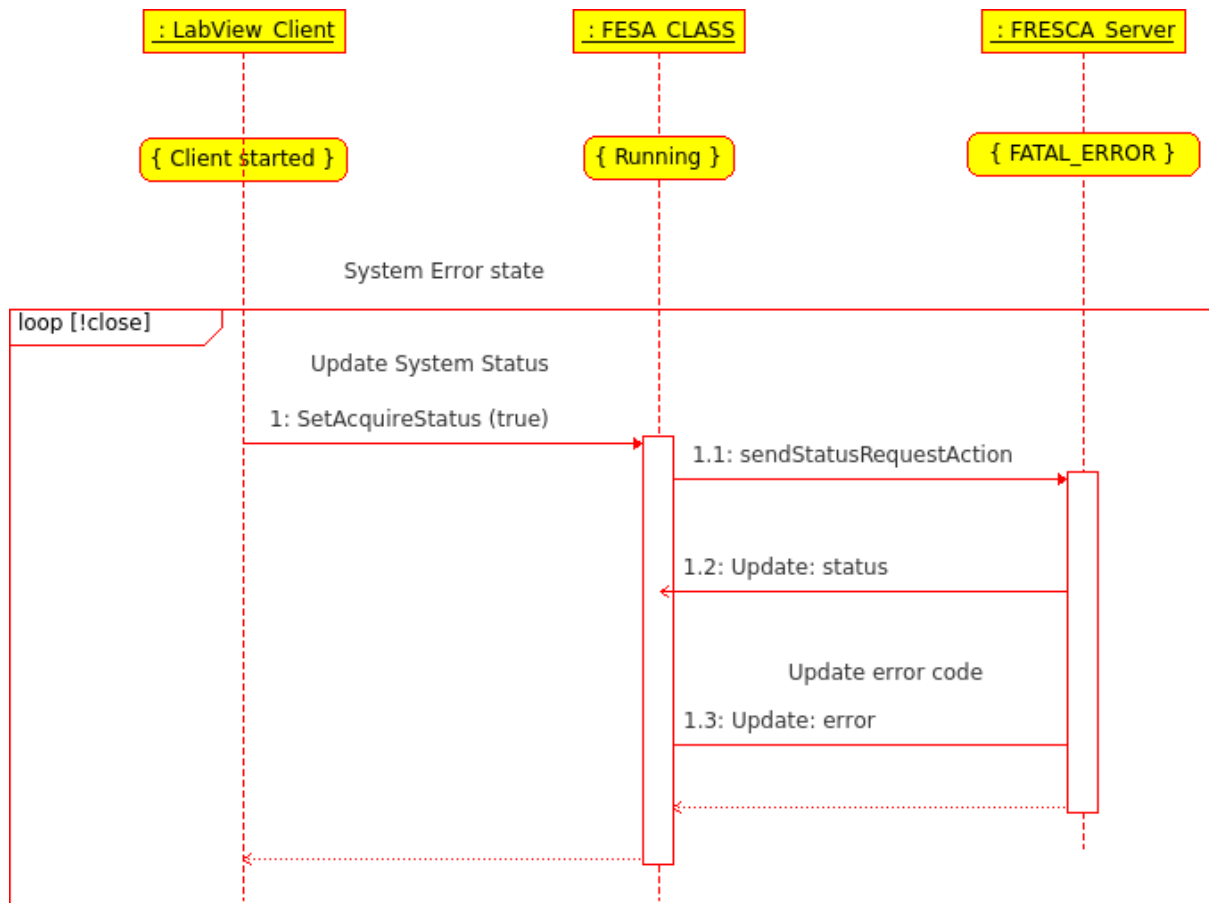 : LabView_Client
: FESA_CLASS
: FRESCA_Server
{ Client started }
{ Running }
{ FATAL_ERROR }
System Error state
loop [!close]
Update System Status
1: SetAcquireStatus (true)
1.1: sendStatusRequestAction
1.2: Update: status
Update error code
1.3: Update: error